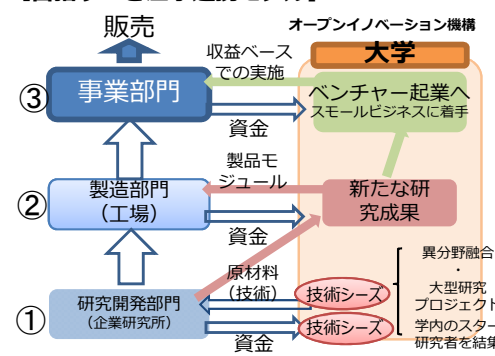 販売
オープンイノベーション機構
大学
収益ベース
での実施
③
事業部門
ベンチャー起業へ
スモールビジネスに着手
資金
製品モ
ジュール
②
製造部門
(工場)
新たな研
究成果
資金
原材料
(技術)
異分野融合
・
大型研究
プロジェクト
学内のスター
研究者を結集
技術シーズ
技術シーズ
①
研究開発部門
(企業研究所)
資金